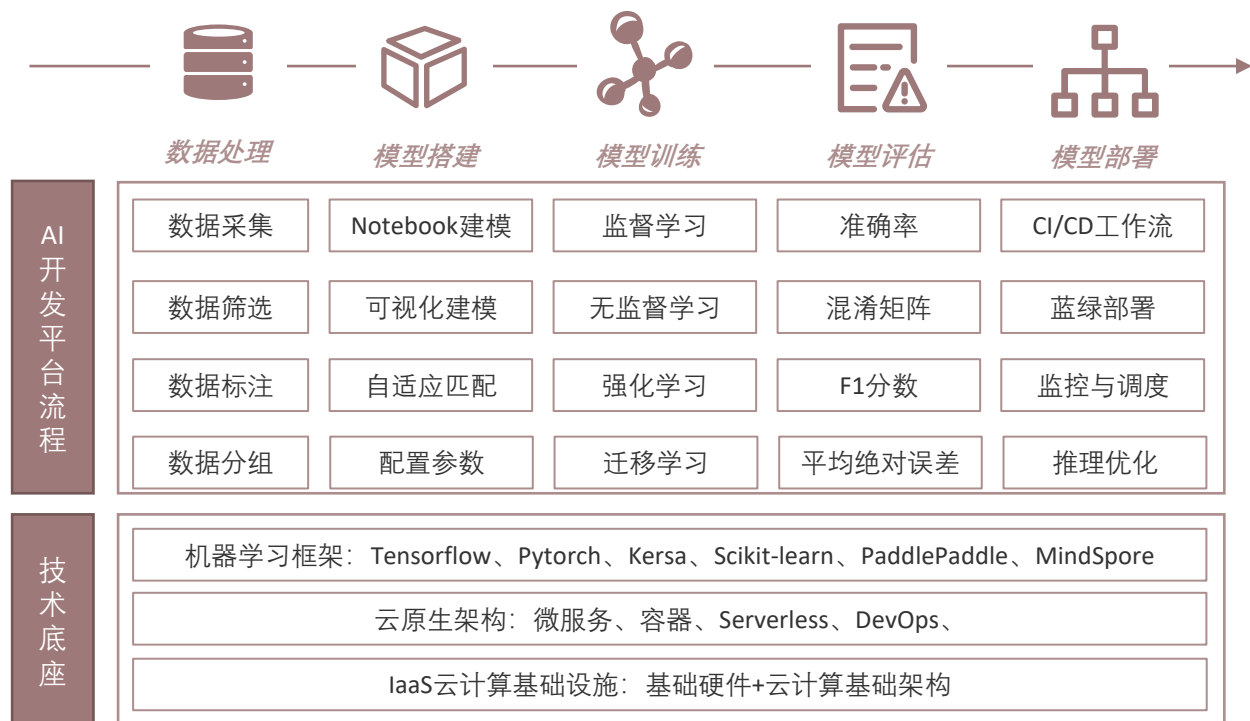 数据处理 模型搭建 模型训练 模型评估 模型部署
AI开发平台流程
数据采集 Notebook建模 监督学习 准确率 CI/CD工作流
数据筛选 可视化建模 无监督学习 混淆矩阵 蓝绿部署
数据标注 自适应匹配 强化学习 F1分数 监控与调度
数据分组 配置参数 迁移学习 平均绝对误差 推理优化
技术底座
机器学习框架：Tensorflow、Pytorch、Kersa、Scikit-learn、PaddlePaddle、MindSpore
云原生架构：微服务、容器、Serverless、DevOps、
IaaS云计算基础设施：基础硬件+云计算基础架构